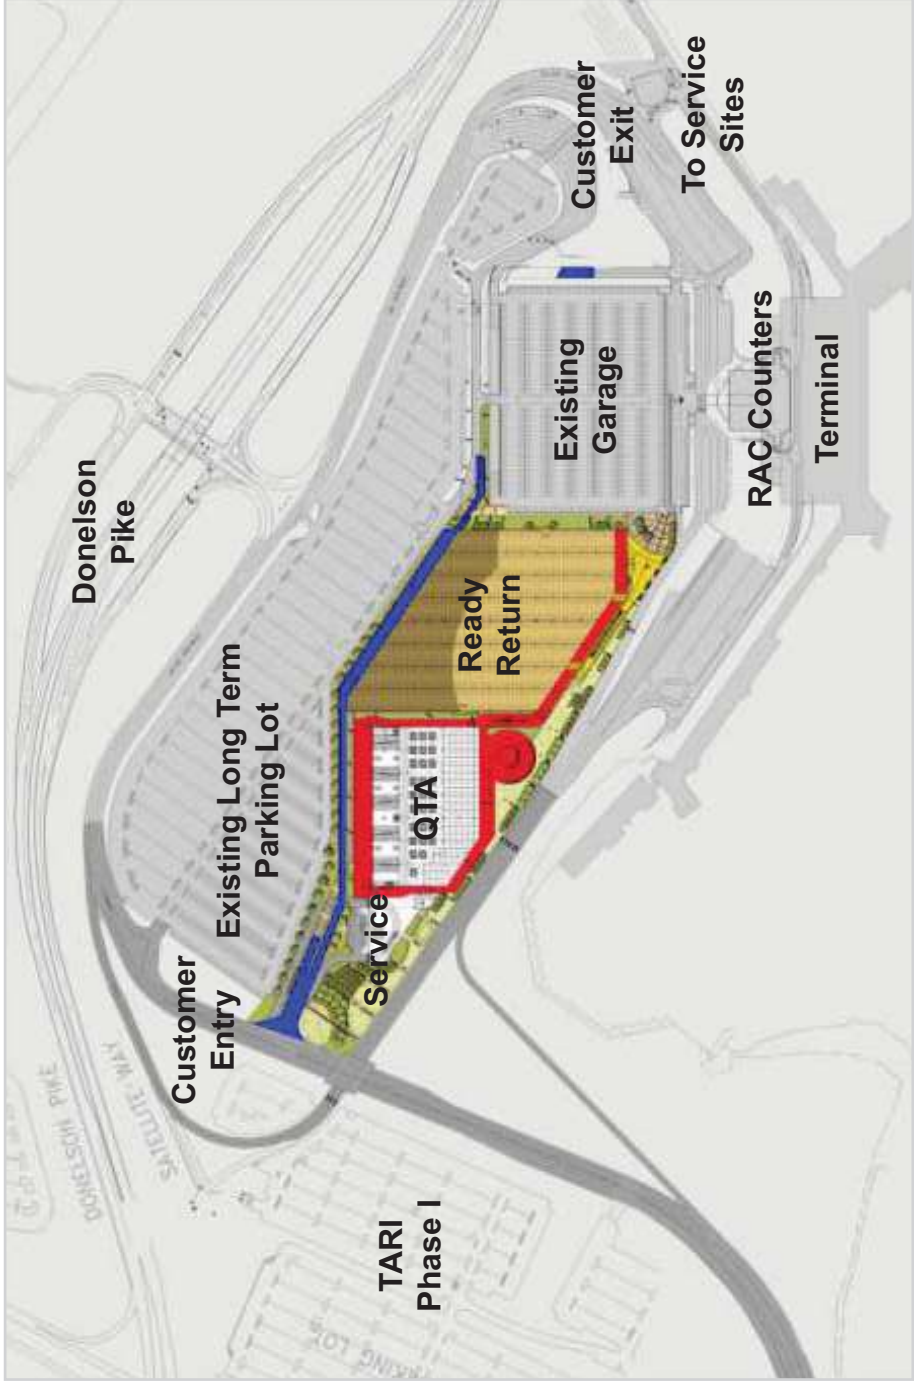 Donelson
Pike
Customer
Entry
Existing Long Term
Parking Lot
Customer
Exit
To Service
Sites
TARI
Phase I
Service
QTA
Ready
Return
Existing
Garage
RAC Counters
Terminal
DONELSON PIKE
SATELLITE WAY